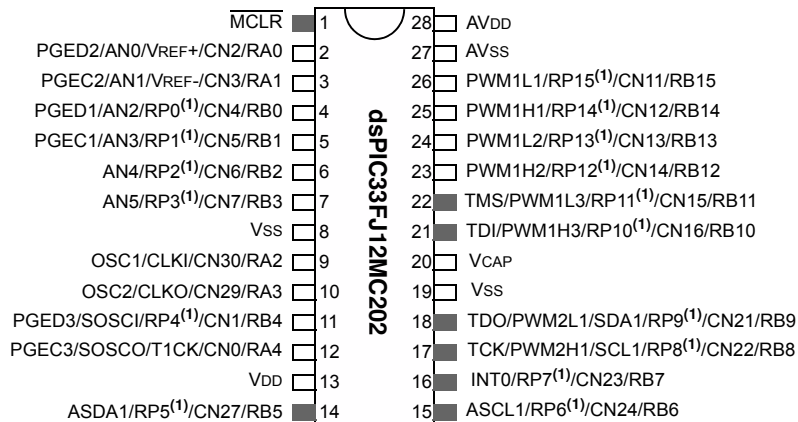 MCLR 1 28 AVDD
PGED2/AN0/VREF+/CN2/RA0 2 27 AVSS
PGEC2/AN1/VREF-/CN3/RA1 3 26 PWM1L1/RP15(1)/CN11/RB15
PGED1/AN2/RP0(1)/CN4/RB0 4 25 PWM1H1/RP14(1)/CN12/RB14
PGEC1/AN3/RP1(1)/CN5/RB1 5 24 PWM1L2/RP13(1)/CN13/RB13
AN4/RP2(1)/CN6/RB2 6 23 PWM1H2/RP12(1)/CN14/RB12
AN5/RP3(1)/CN7/RB3 7 22 TMS/PWM1L3/RP11(1)/CN15/RB11
VSS 8 21 TDI/PWM1H3/RP10(1)/CN16/RB10
OSC1/CLKI/CN30/RA2 9 20 VCAP
OSC2/CLKO/CN29/RA3 10 19 VSS
PGED3/SOSCI/RP4(1)/CN1/RB4 11 18 TDO/PWM2L1/SDA1/RP9(1)/CN21/RB9
PGEC3/SOSCO/T1CK/CN0/RA4 12 17 TCK/PWM2H1/SCL1/RP8(1)/CN22/RB8
VDD 13 16 INT0/RP7(1)/CN23/RB7
ASDA1/RP5(1)/CN27/RB5 14 15 ASCL1/RP6(1)/CN24/RB6
dsPIC33FJ12MC202